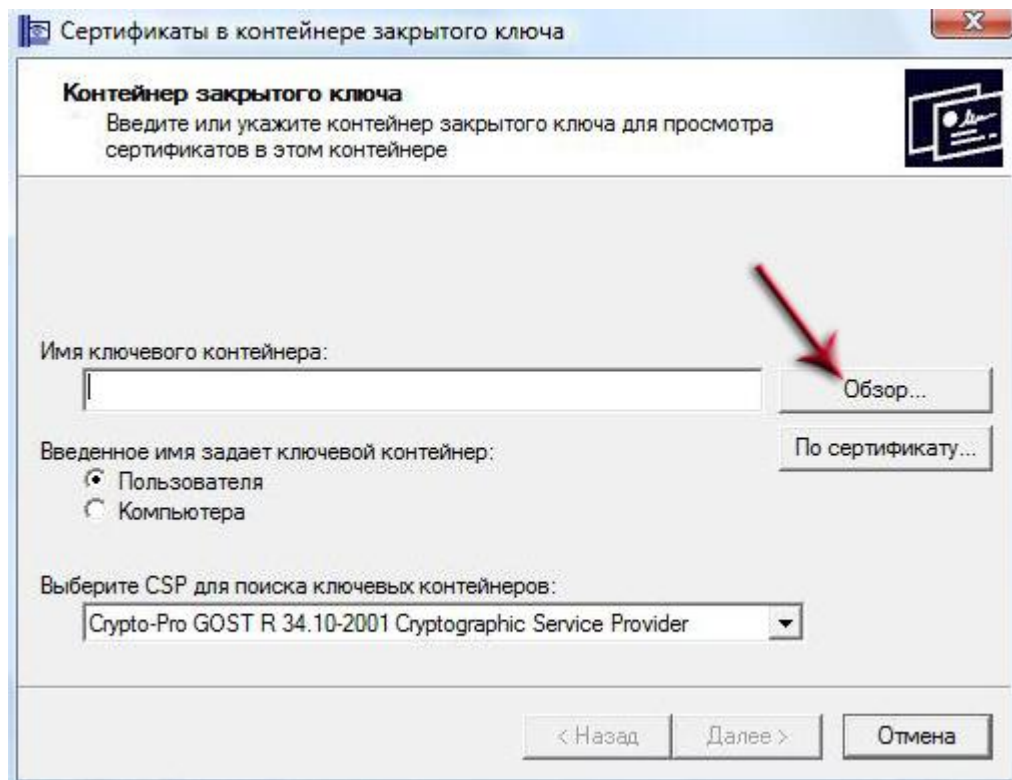 Сертификаты в контейнере закрытого ключа
Контейнер закрытого ключа
Введите или укажите контейнер закрытого ключа для просмотра
сертификатов в этом контейнере
Имя ключевого контейнера:
Обзор...
По сертификату...
Введенное имя задает ключевой контейнер:
Пользователя
Компьютера
Выберите CSP для поиска ключевых контейнеров:
Crypto-Pro GOST R 34.10-2001 Cryptographic Service Provider
< Назад Далее > Отмена